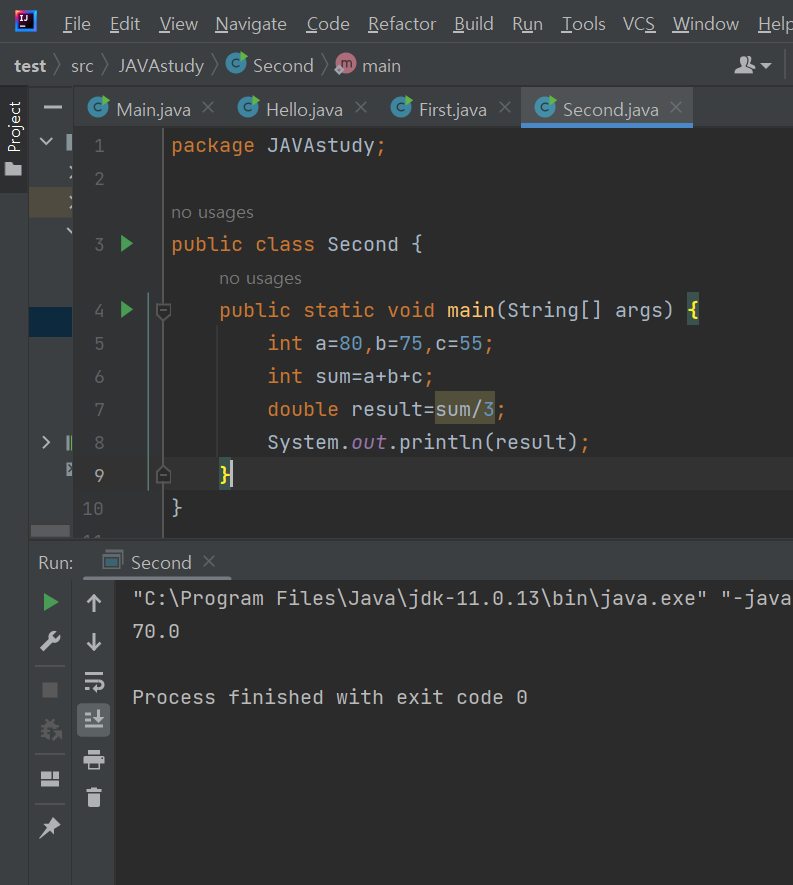 File Edit View Navigate Code Refactor Build Run Tools VCS Window Help
test src JAVAstudy Second main
Project
Main.java Hello.java First.java Second.java
1 package JAVAstudy;
2
no usages
3 public class Second {
no usages
4 public static void main(String[] args) {
5 int a=80,b=75,c=55;
6 int sum=a+b+c;
7 double result=sum/3;
8 System.out.println(result);
9 }
10 }
11
Run: Second
"C:\Program Files\Java\jdk-11.0.13\bin\java.exe" "-java
70.0
Process finished with exit code 0